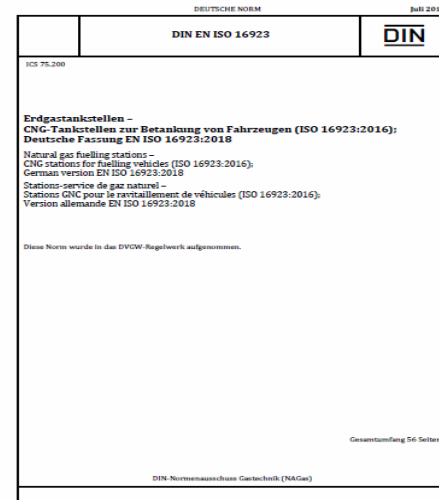 DEUTSCHE NORM
Juli 201
DIN EN ISO 16923
DIN
ICS 75.200
Erdgastankstellen –
CNG-Tankstellen zur Betankung von Fahrzeugen (ISO 16923:2016);
Deutsche Fassung EN ISO 16923:2018
Natural gas fuelling stations –
CNG stations for fuelling vehicles (ISO 16923:2016);
German version EN ISO 16923:2018
Stations-service de gaz naturel –
Stations GNC pour le ravitaillement de véhicules (ISO 16923:2016);
Version allemande EN ISO 16923:2018
Diese Norm wurde in das DVGW-Regelwerk aufgenommen.
Gesamtumfang 56 Seiten
DIN-Normenausschuss Gastechnik (NAGas)